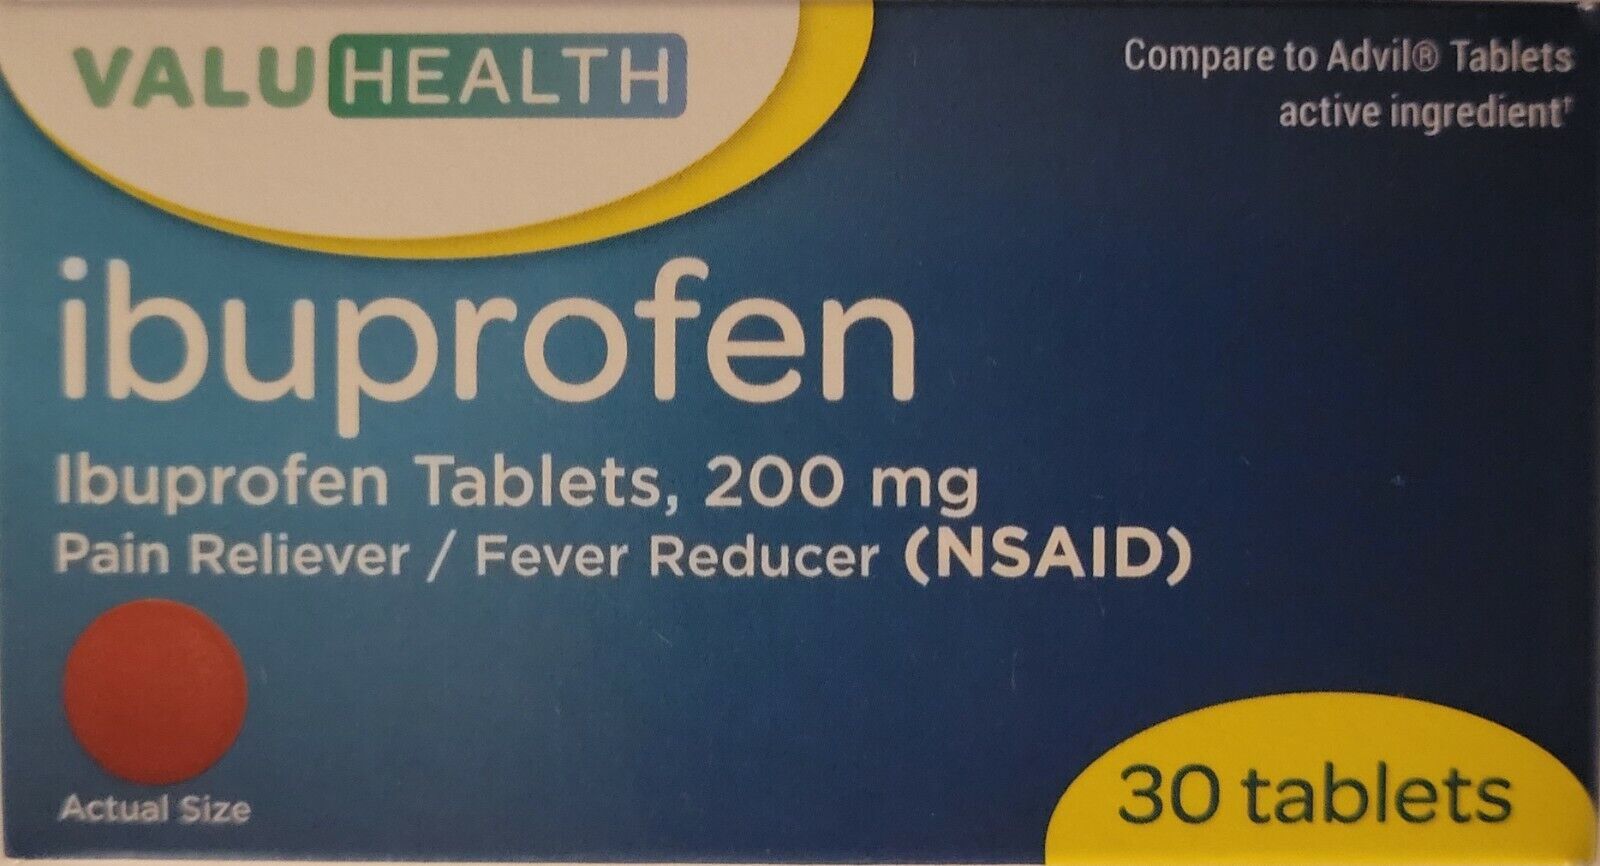 VALUHEALTH
Compare to Advil® Tablets
active ingredient†
ibuprofen
Ibuprofen Tablets, 200 mg
Pain Reliever / Fever Reducer (NSAID)
Actual Size
30 tablets